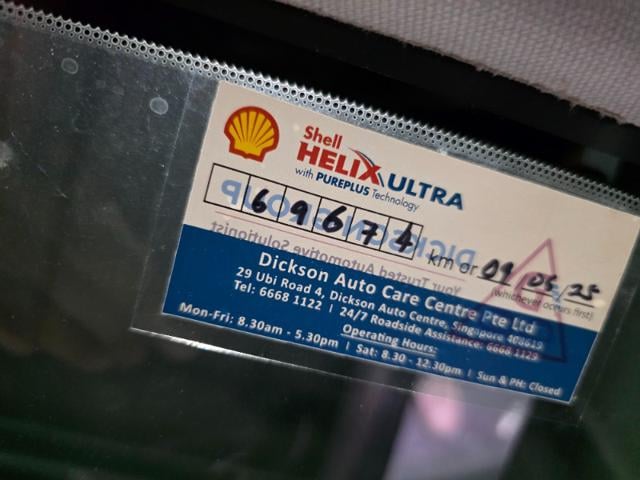 Shell
HELIX ULTRA
with PUREPLUS Technology
69674 km or 09/05/25
(whichever occurs first)
Dickson Auto Care Centre Pte Ltd
29 Ubi Road 4, Dickson Auto Centre, Singapore 408619
Tel: 6668 1122 | 24/7 Roadside Assistance: 6668 1129
Operating Hours:
Mon-Fri: 8.30am - 5.30pm | Sat: 8.30 - 12.30pm | Sun & PH: Closed
DICKSON GROUP
Your Trusted Automotive Solutionist